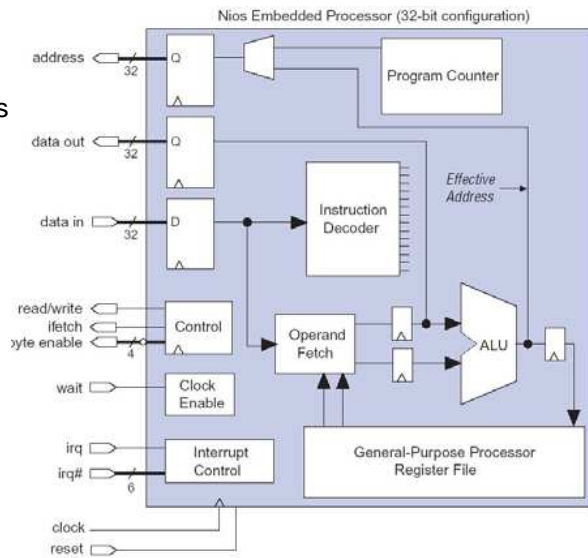 Nios Embedded Processor (32-bit configuration)
address
32
Q
Program Counter
s
data out
32
Q
Effective
Address
data in
32
D
Instruction
Decoder
read/write
ifetch
byte enable
4
Control
Operand
Fetch
ALU
wait
Clock
Enable
irq
irq#
6
Interrupt
Control
General-Purpose Processor
Register File
clock
reset